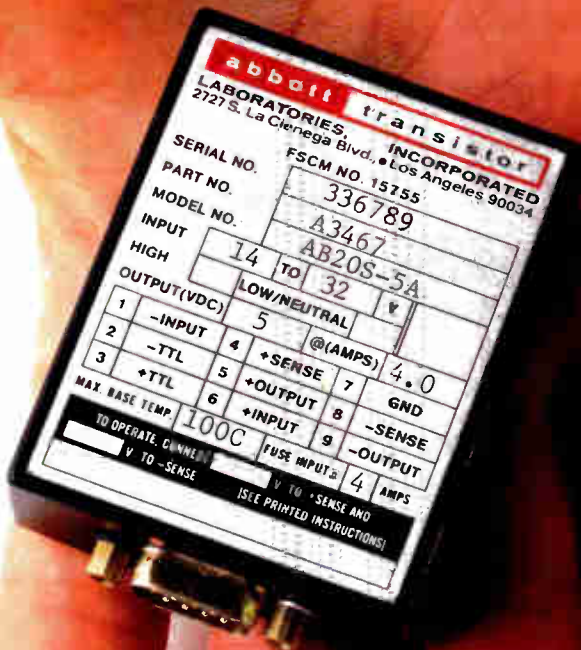 abbott transistor
LABORATORIES, INCORPORATED
2727 S. La Cienega Blvd., • Los Angeles 90034
FSCM NO. 15755
SERIAL NO. 336789
PART NO. A3467
MODEL NO. AB20S-5A
INPUT 14 TO 32 V
HIGH LOW/NEUTRAL
OUTPUT(VDC) 5 @(AMPS) 4.0
1 -INPUT 4 +SENSE 7 GND
2 -TTL 5 +OUTPUT 8 -SENSE
3 +TTL 6 +INPUT 9 -OUTPUT
MAX. BASE TEMP. 100C FUSE INPUT 4 AMPS
TO OPERATE, V TO +SENSE AND
V TO -SENSE (SEE PRINTED INSTRUCTIONS)